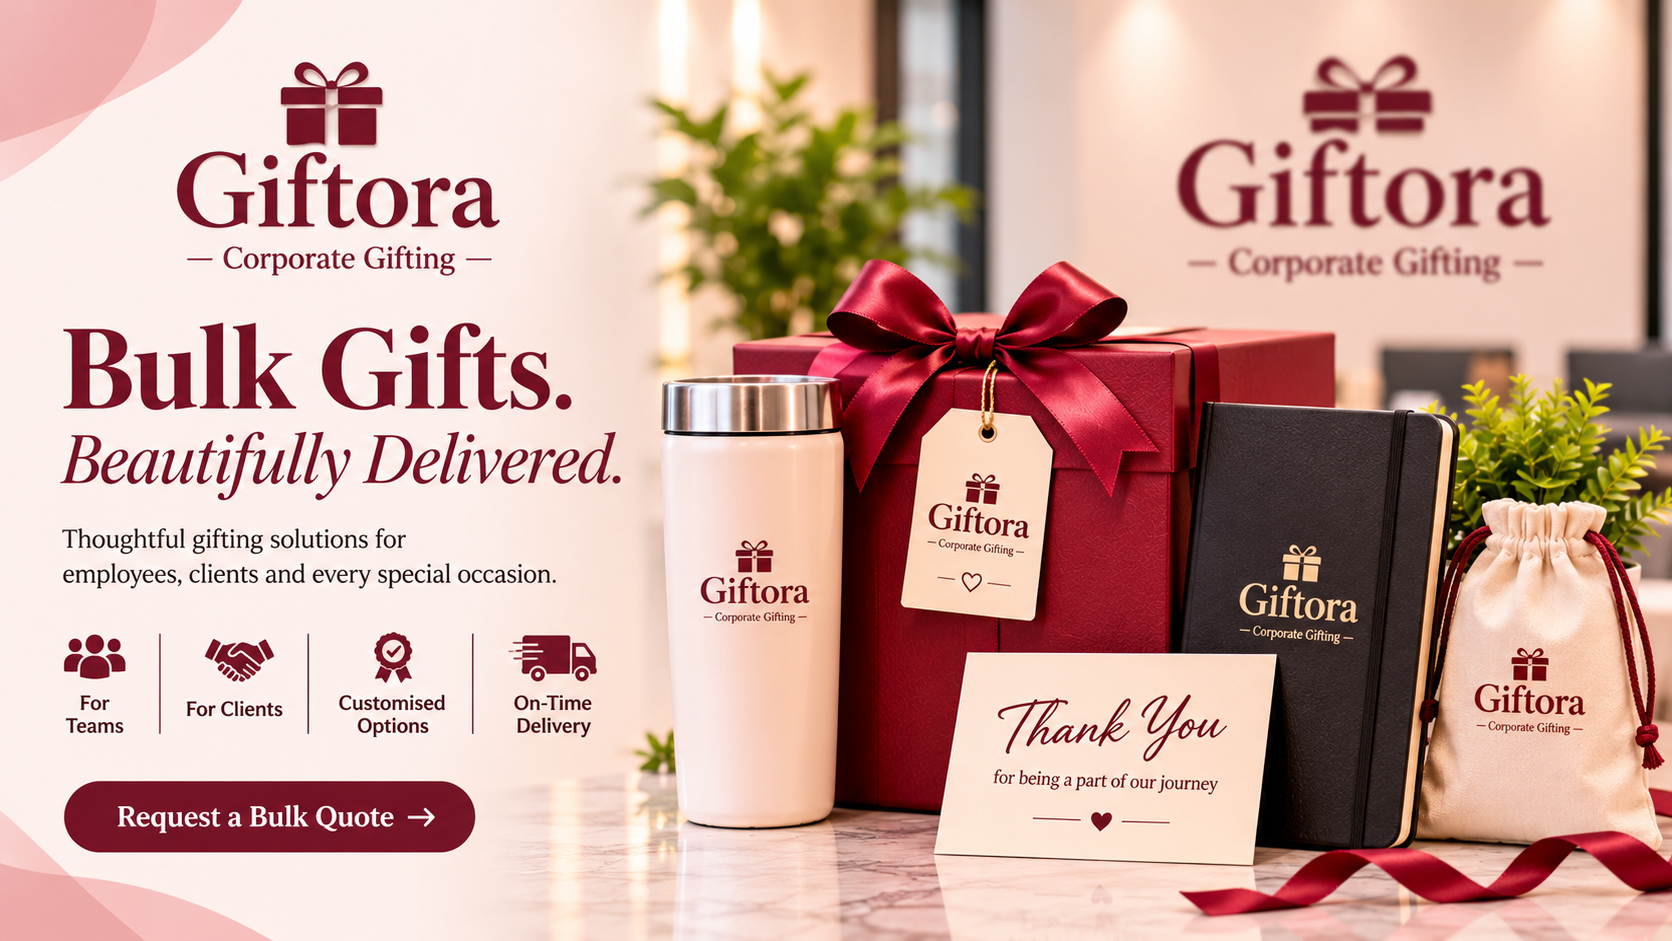 Giftora
Corporate Gifting
Bulk Gifts.
Beautifully Delivered.
Thoughtful gifting solutions for
employees, clients and every special occasion.
For
Teams
For Clients
Customised
Options
On-Time
Delivery
Request a Bulk Quote →
Giftora
Corporate Gifting
Giftora
Corporate Gifting
Giftora
Corporate Gifting
Giftora
Corporate Gifting
Giftora
Corporate Gifting
Thank You
for being a part of our journey